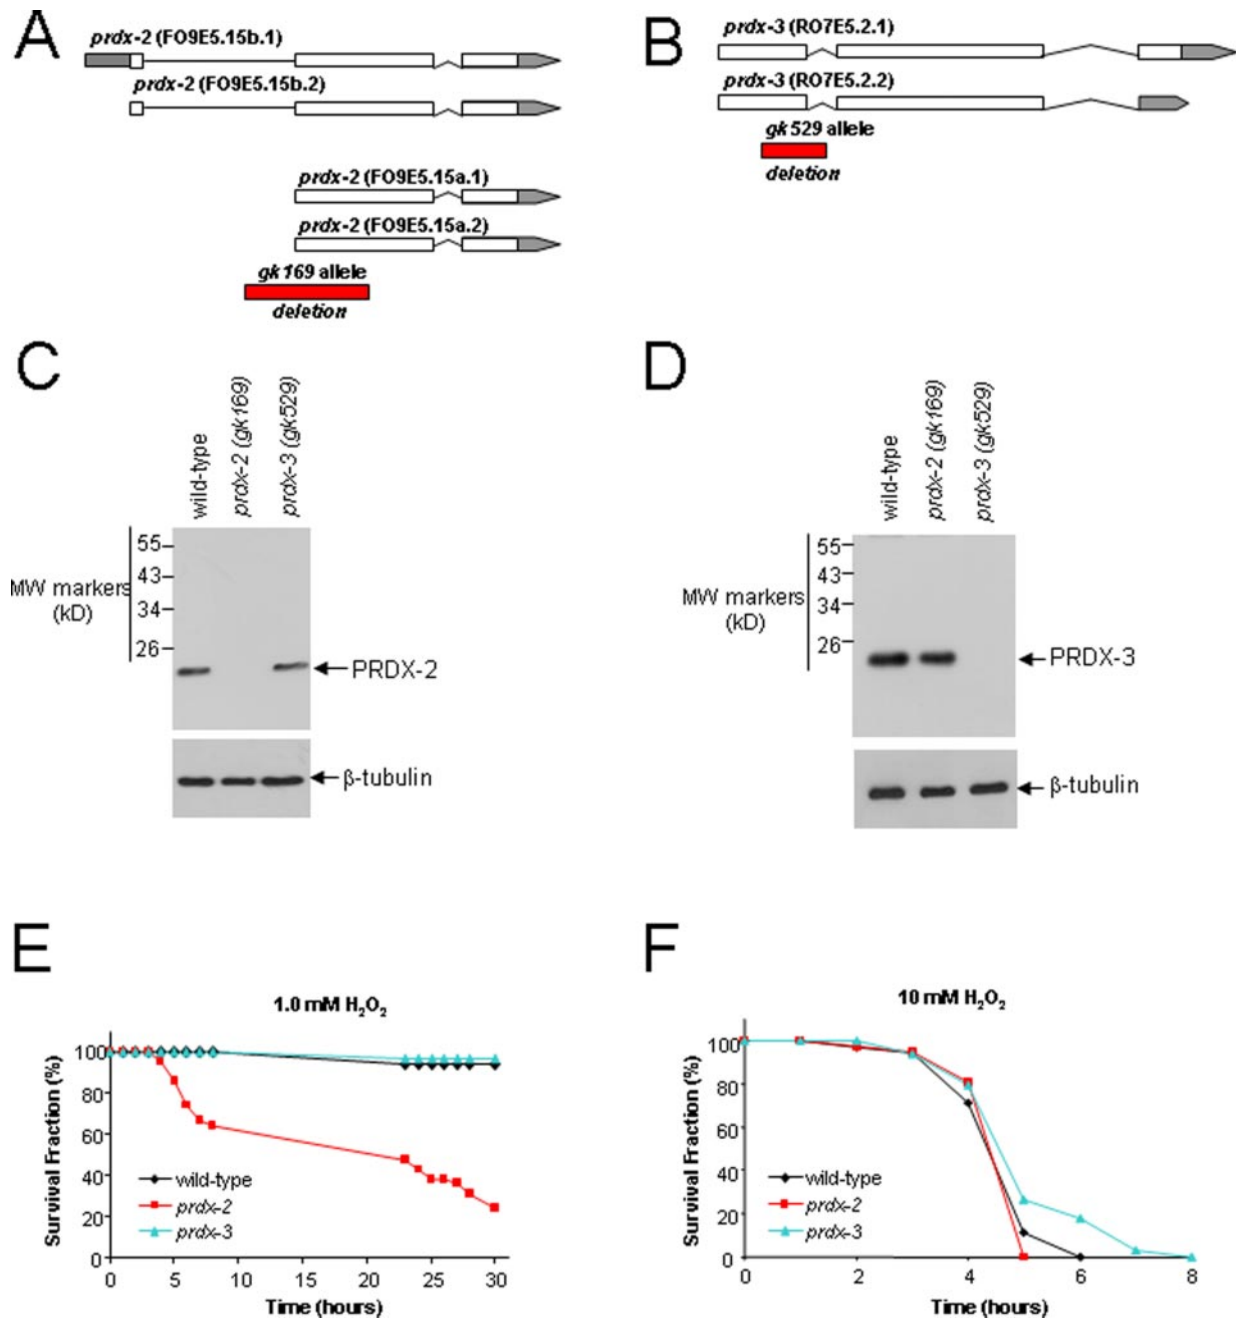 A
prdx-2 (FO9E5.15b.1)
prdx-2 (FO9E5.15b.2)
prdx-2 (FO9E5.15a.1)
prdx-2 (FO9E5.15a.2)
gk169 allele
deletion
B
prdx-3 (RO7E5.2.1)
prdx-3 (RO7E5.2.2)
gk529 allele
deletion
C
wild-type
prdx-2 (gk169)
prdx-3 (gk529)
55
43
34
26
MW markers
(kD)
PRDX-2
β-tubulin
D
wild-type
prdx-2 (gk169)
prdx-3 (gk529)
55
43
34
26
MW markers
(kD)
PRDX-3
β-tubulin
E
1.0 mM H₂O₂
Survival Fraction (%)
100
80
60
40
20
0
wild-type
prdx-2
prdx-3
0 5 10 15 20 25 30
Time (hours)
F
10 mM H₂O₂
Survival Fraction (%)
100
80
60
40
20
0
wild-type
prdx-2
prdx-3
0 2 4 6 8
Time (hours)